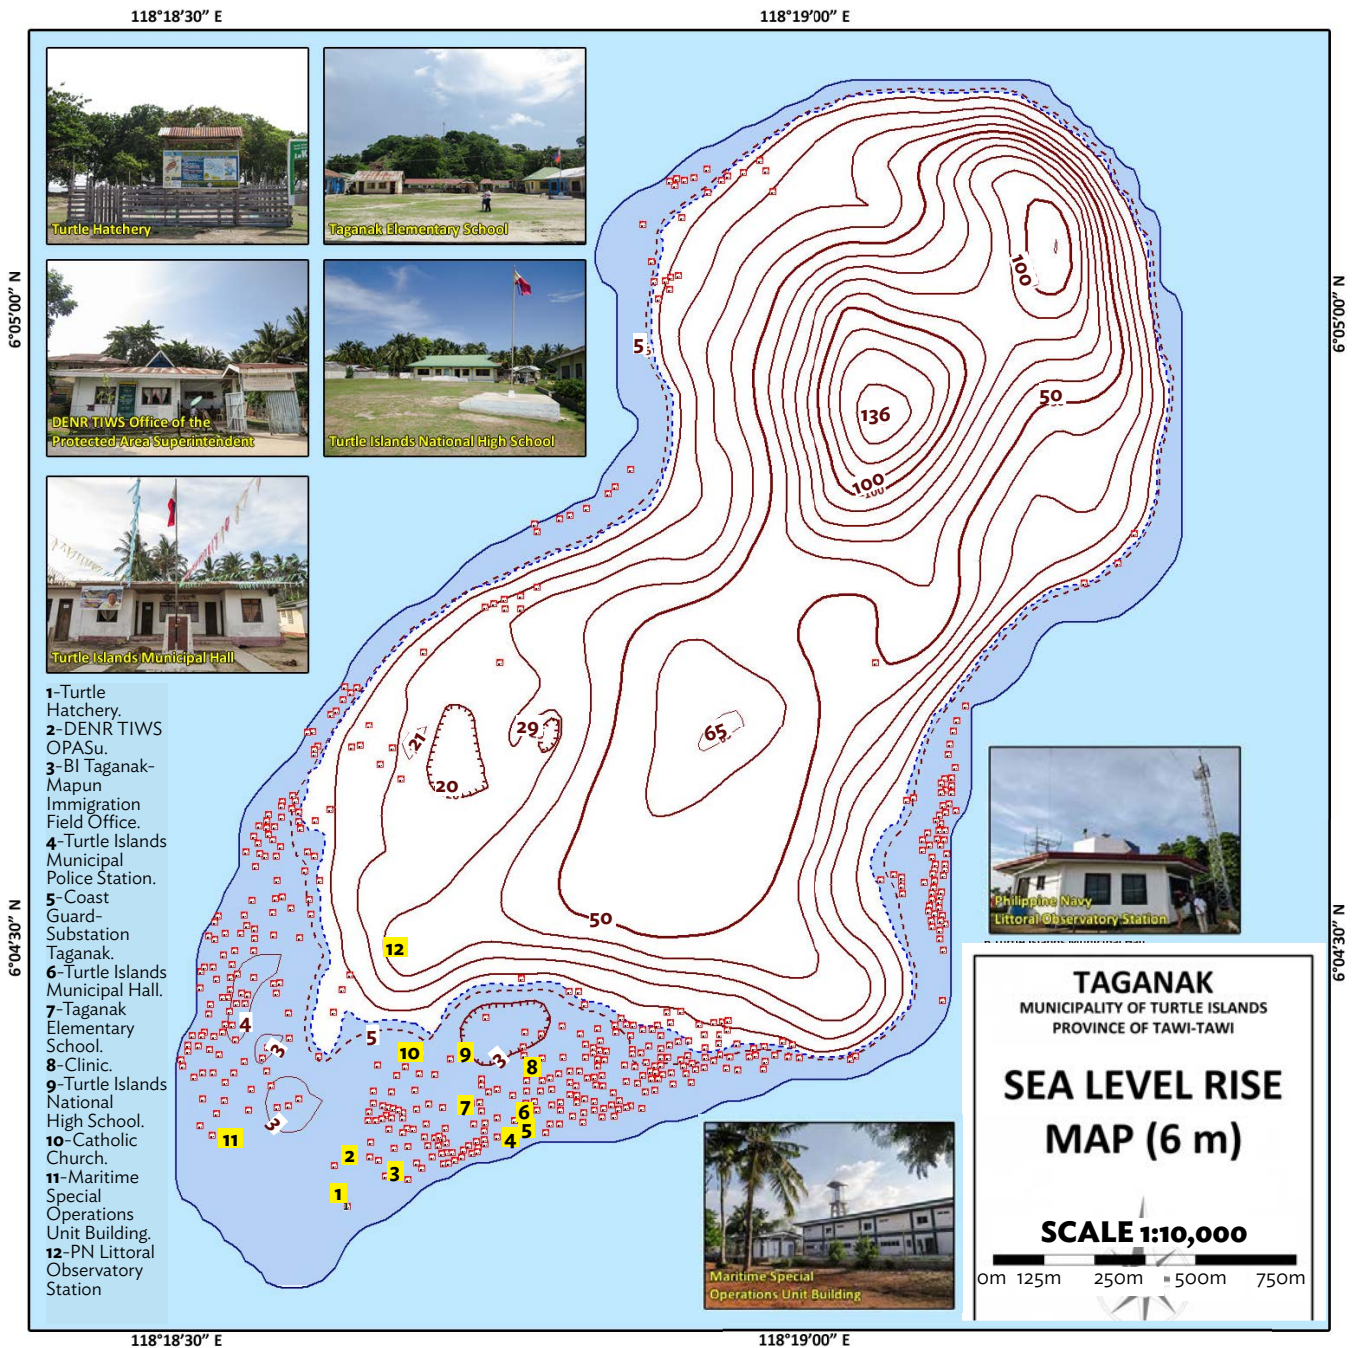 118°18'30" E
118°19'00" E
6°05'00" N
6°05'00" N
6°04'30" N
6°04'30" N
Turtle Hatchery
Taganak Elementary School
DENR TIWS Office of the
Protected Area Superintendent
Turtle Islands National High School
Turtle Islands Municipal Hall
1-Turtle
Hatchery.
2-DENR TIWS
OPASu.
3-BI Taganak-
Mapun
Immigration
Field Office.
4-Turtle Islands
Municipal
Police Station.
5-Coast
Guard-
Substation
Taganak.
6-Turtle Islands
Municipal Hall.
7-Taganak
Elementary
School.
8-Clinic.
9-Turtle Islands
National
High School.
10-Catholic
Church.
11-Maritime
Special
Operations
Unit Building.
12-PN Littoral
Observatory
Station
100
5
50
136
100
100
21
29
20
65
50
12
4
3
3
5
10
9
3
8
7
6
5
4
11
2
3
1
Philippine Navy
Littoral Observatory Station
Maritime Special
Operations Unit Building
TAGANAK
MUNICIPALITY OF TURTLE ISLANDS
PROVINCE OF TAWI-TAWI
SEA LEVEL RISE
MAP (6 m)
SCALE 1:10,000
0m 125m 250m 500m 750m
118°18'30" E
118°19'00" E